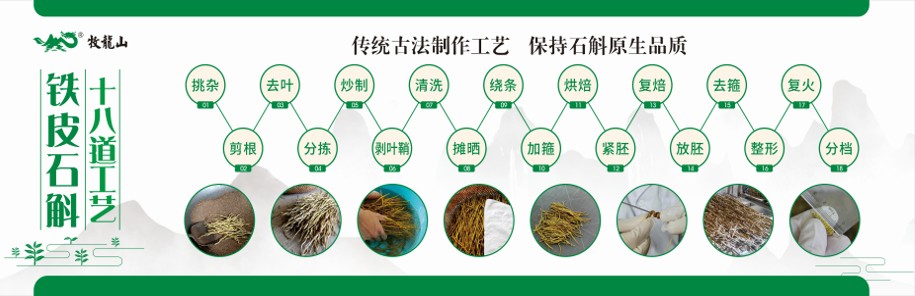 牧龍山®
传统古法制作工艺 保持石斛原生品质
铁皮石斛
十八道工艺
挑杂 01
剪根 02
去叶 03
分拣 04
炒制 05
剥叶鞘 06
清洗 07
摊晒 08
绕条 09
加箍 10
烘焙 11
紧胚 12
复焙 13
放胚 14
去箍 15
整形 16
复火 17
分档 18